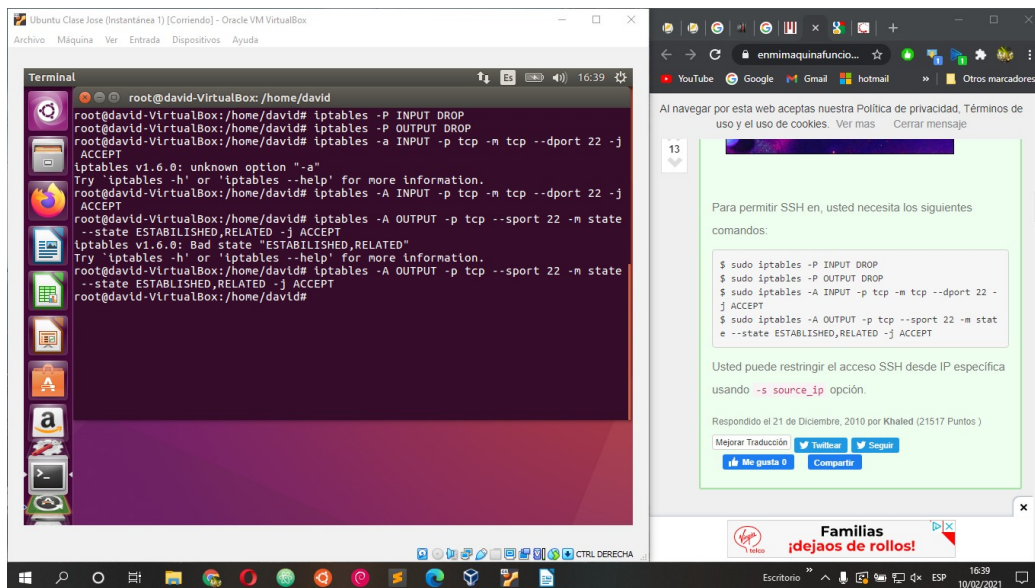 Ubuntu Clase Jose (Instantánea 1) [Corriendo] - Oracle VM VirtualBox
Archivo Máquina Ver Entrada Dispositivos Ayuda
Terminal
Es
16:39
root@david-VirtualBox: /home/david
root@david-VirtualBox:/home/david# iptables -P INPUT DROP
root@david-VirtualBox:/home/david# iptables -P OUTPUT DROP
root@david-VirtualBox:/home/david# iptables -a INPUT -p tcp -m tcp --dport 22 -j
ACCEPT
iptables v1.6.0: unknown option "-a"
Try `iptables -h' or 'iptables --help' for more information.
root@david-VirtualBox:/home/david# iptables -A INPUT -p tcp -m tcp --dport 22 -j
ACCEPT
root@david-VirtualBox:/home/david# iptables -A OUTPUT -p tcp --sport 22 -m state
--state ESTABILISHED,RELATED -j ACCEPT
iptables v1.6.0: Bad state "ESTABILISHED,RELATED"
Try `iptables -h' or 'iptables --help' for more information.
root@david-VirtualBox:/home/david# iptables -A OUTPUT -p tcp --sport 22 -m state
--state ESTABLISHED,RELATED -j ACCEPT
root@david-VirtualBox:/home/david#
CTRL DERECHA
enmimaquinafuncio...
YouTube Google Gmail hotmail » Otros marcadores
Al navegar por esta web aceptas nuestra Política de privacidad, Términos de
uso y el uso de cookies. Ver mas Cerrar mensaje
13
Para permitir SSH en, usted necesita los siguientes
comandos:
$ sudo iptables -P INPUT DROP
$ sudo iptables -P OUTPUT DROP
$ sudo iptables -A INPUT -p tcp -m tcp --dport 22 -
j ACCEPT
$ sudo iptables -A OUTPUT -p tcp --sport 22 -m stat
e --state ESTABLISHED,RELATED -j ACCEPT
Usted puede restringir el acceso SSH desde IP específica
usando -s source_ip opción.
Respondido el 21 de Diciembre, 2010 por Khaled (21517 Puntos )
Mejorar Traducción Twittear Seguir
Me gusta 0 Compartir
Virgin
telco
Familias
¡dejaos de rollos!
Escritorio » ESP
16:39
10/02/2021